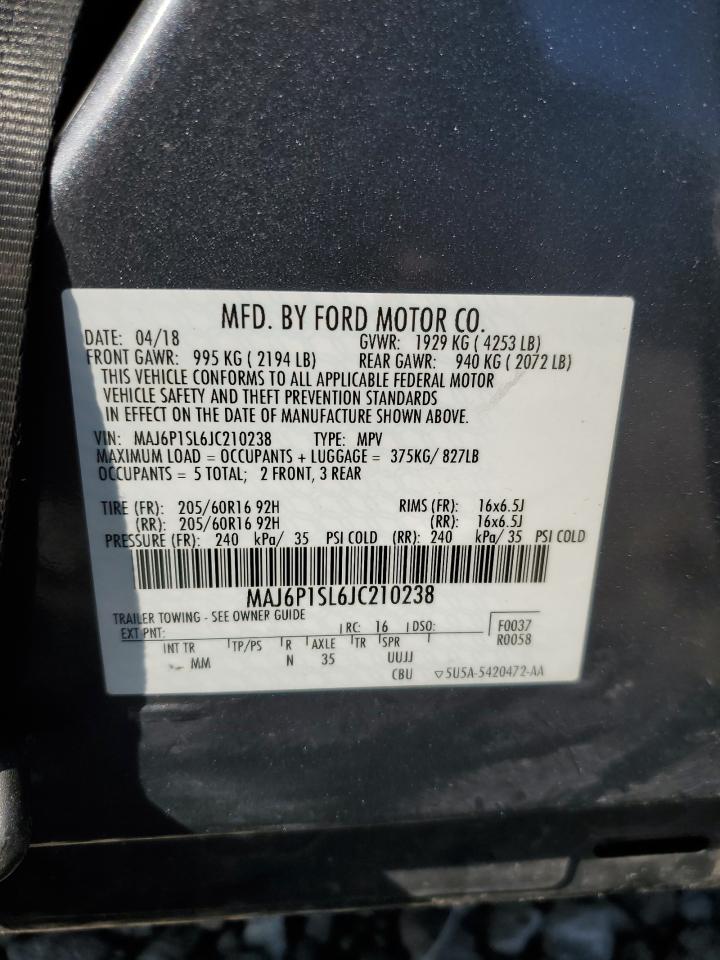 MFD. BY FORD MOTOR CO.
DATE: 04/18 GVWR: 1929 KG ( 4253 LB)
FRONT GAWR: 995 KG ( 2194 LB) REAR GAWR: 940 KG ( 2072 LB)
THIS VEHICLE CONFORMS TO ALL APPLICABLE FEDERAL MOTOR
VEHICLE SAFETY AND THEFT PREVENTION STANDARDS
IN EFFECT ON THE DATE OF MANUFACTURE SHOWN ABOVE.
VIN: MAJ6P1SL6JC210238 TYPE: MPV
MAXIMUM LOAD = OCCUPANTS + LUGGAGE = 375KG/ 827LB
OCCUPANTS = 5 TOTAL; 2 FRONT, 3 REAR
TIRE (FR): 205/60R16 92H RIMS (FR): 16x6.5J
(RR): 205/60R16 92H (RR): 16x6.5J
PRESSURE (FR): 240 kPa/ 35 PSI COLD (RR): 240 kPa/ 35 PSI COLD
MAJ6P1SL6JC210238
TRAILER TOWING - SEE OWNER GUIDE
EXT PNT: RC: 16 DSO: F0037
R0058
INT TR TP/PS R AXLE TR SPR
MM N 35 UUJJ
CBU ▽5U5A-5420472-AA